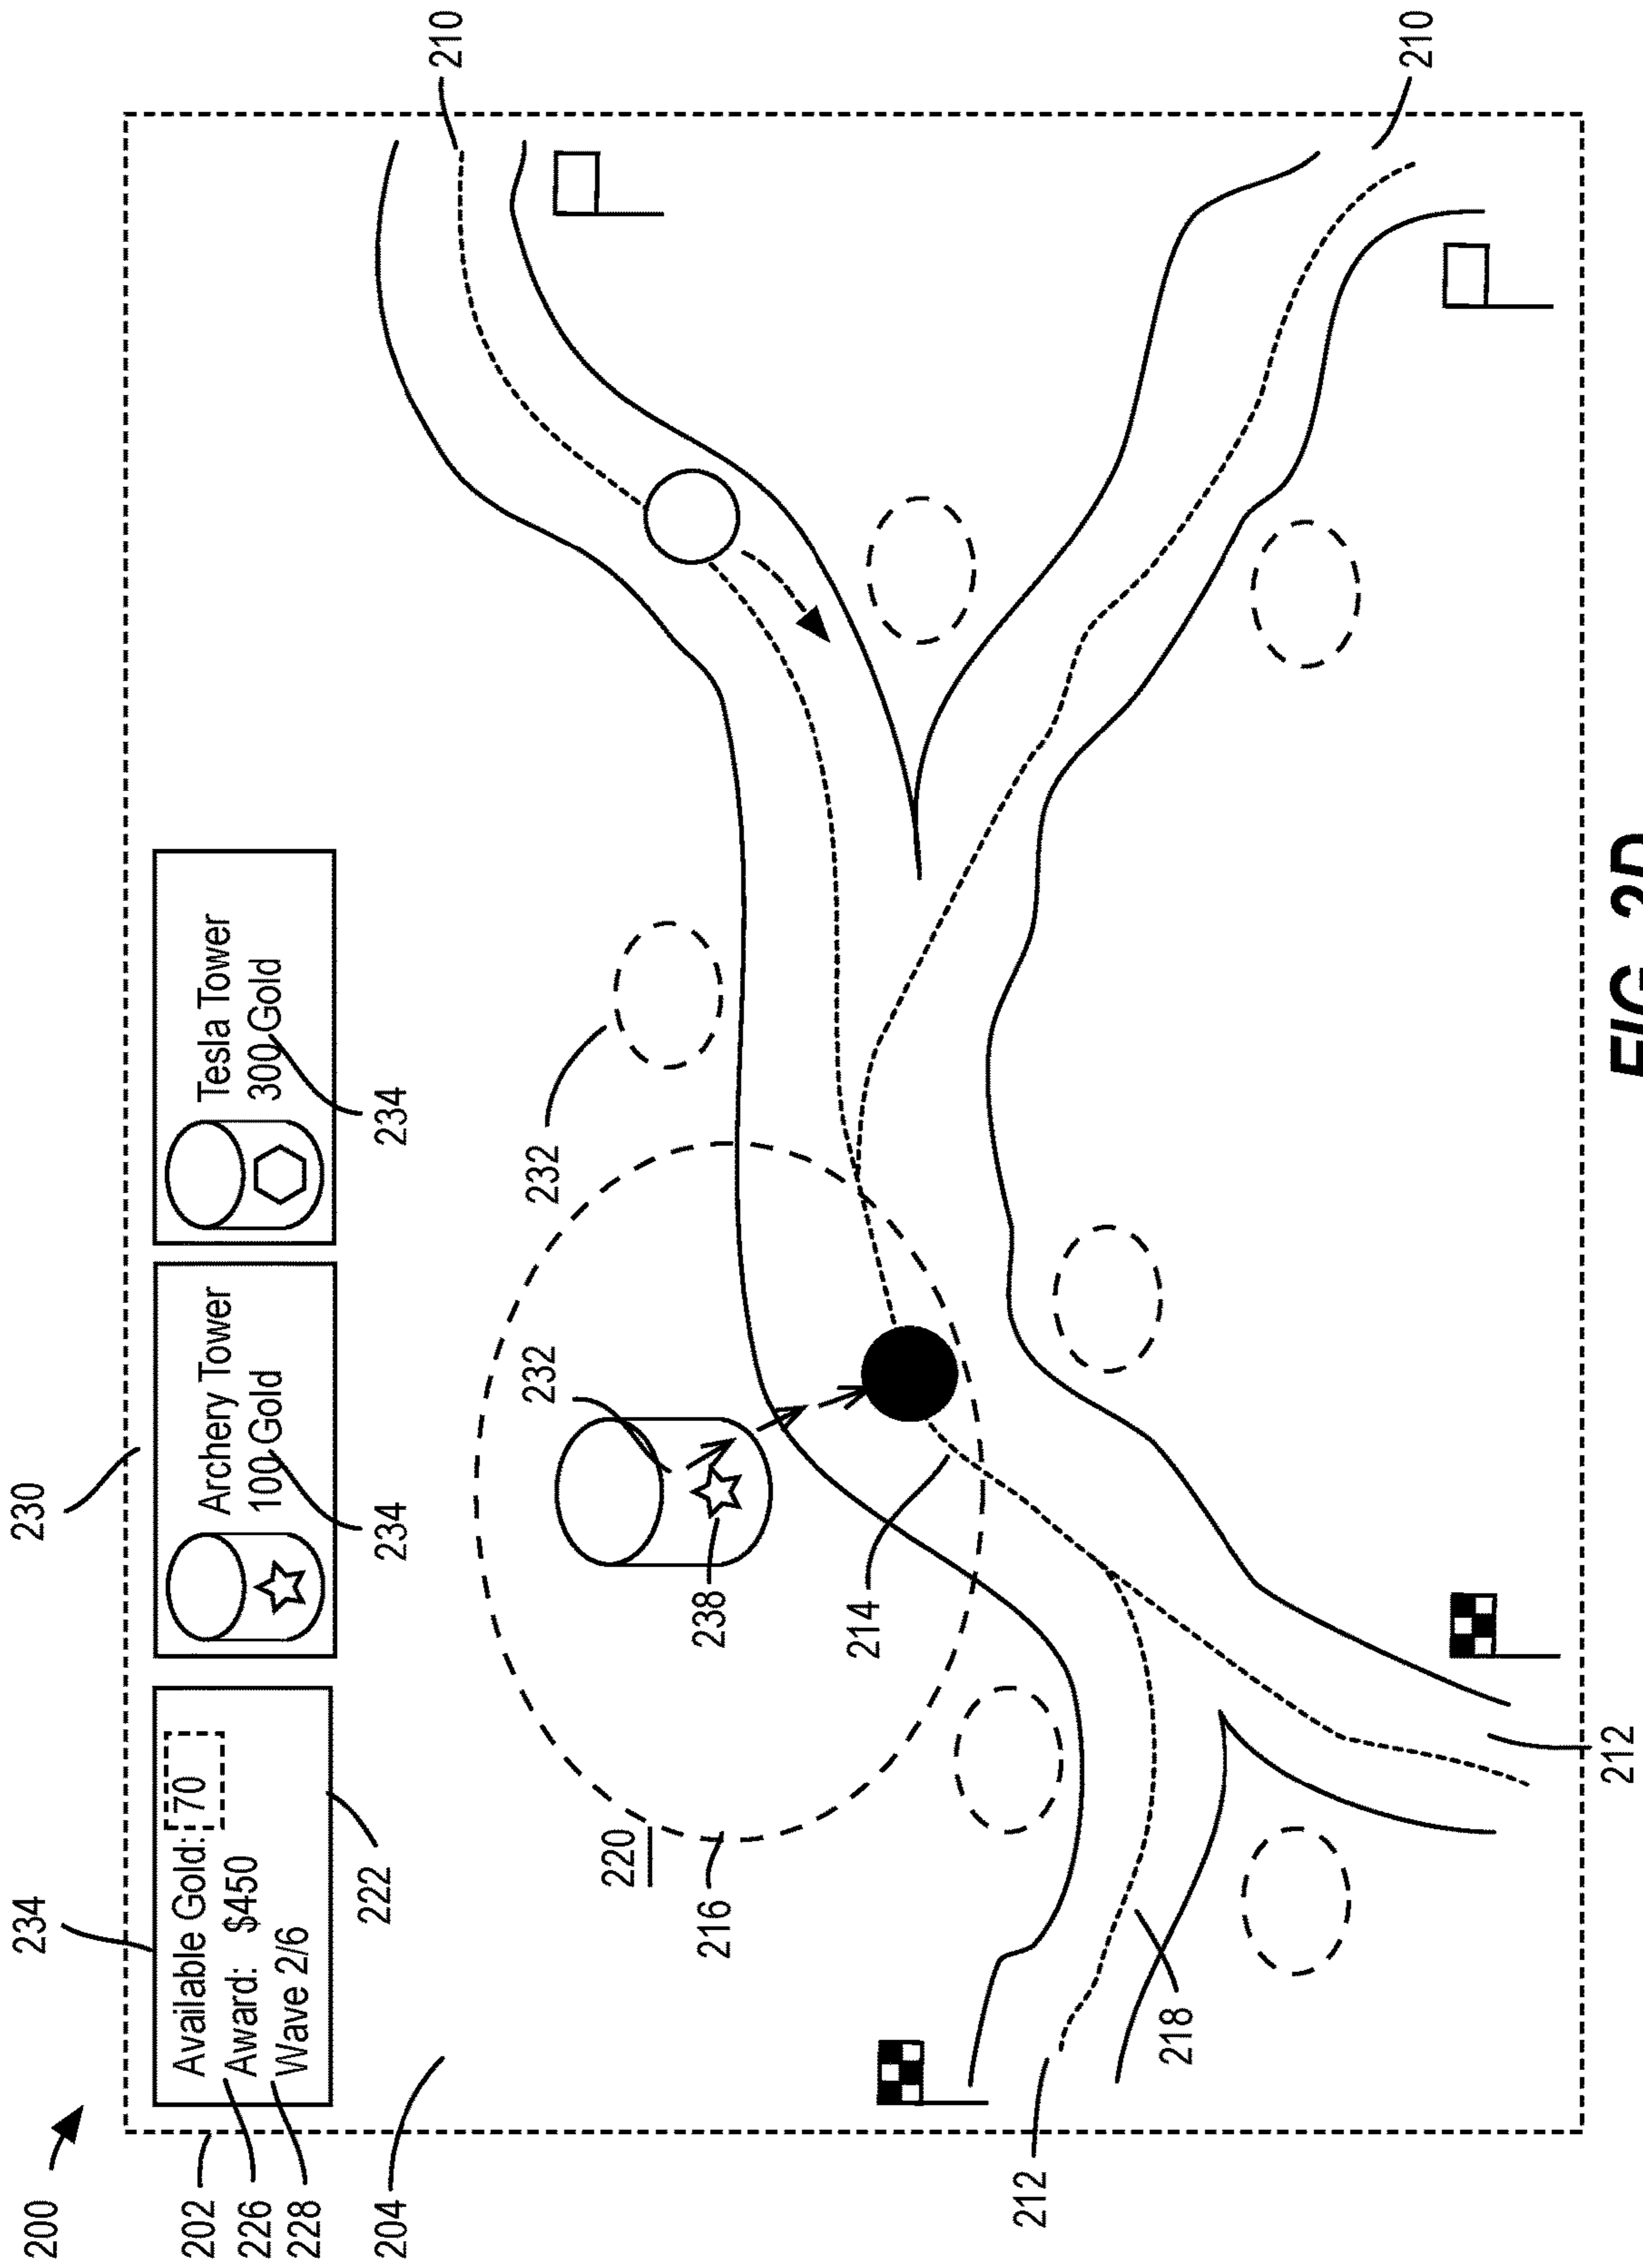 200
234
230
202
Available Gold: 70
226
Award: $450
228
Wave 2/6
Archery Tower
100 Gold
Tesla Tower
300 Gold
204
222
234
234
210
232
232
220
216
238
214
212
218
210
212
FIG